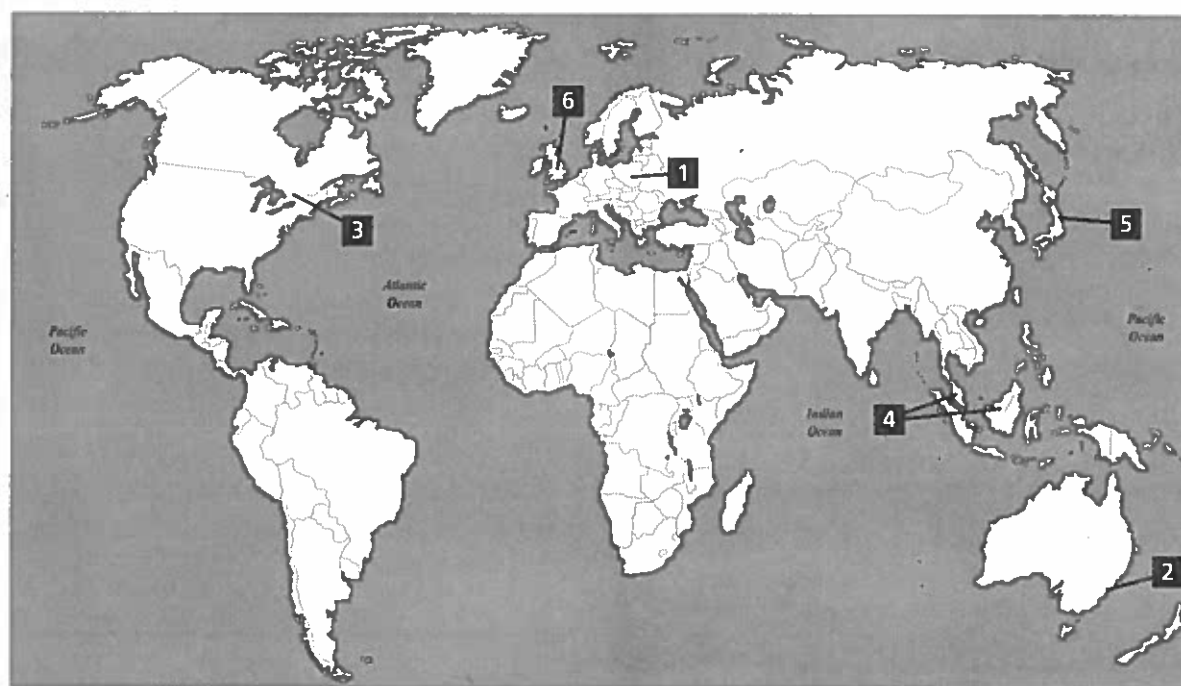 6
1
3
5
Atlantic
Ocean
Pacific
Ocean
Pacific
Ocean
Indian
Ocean
4
2